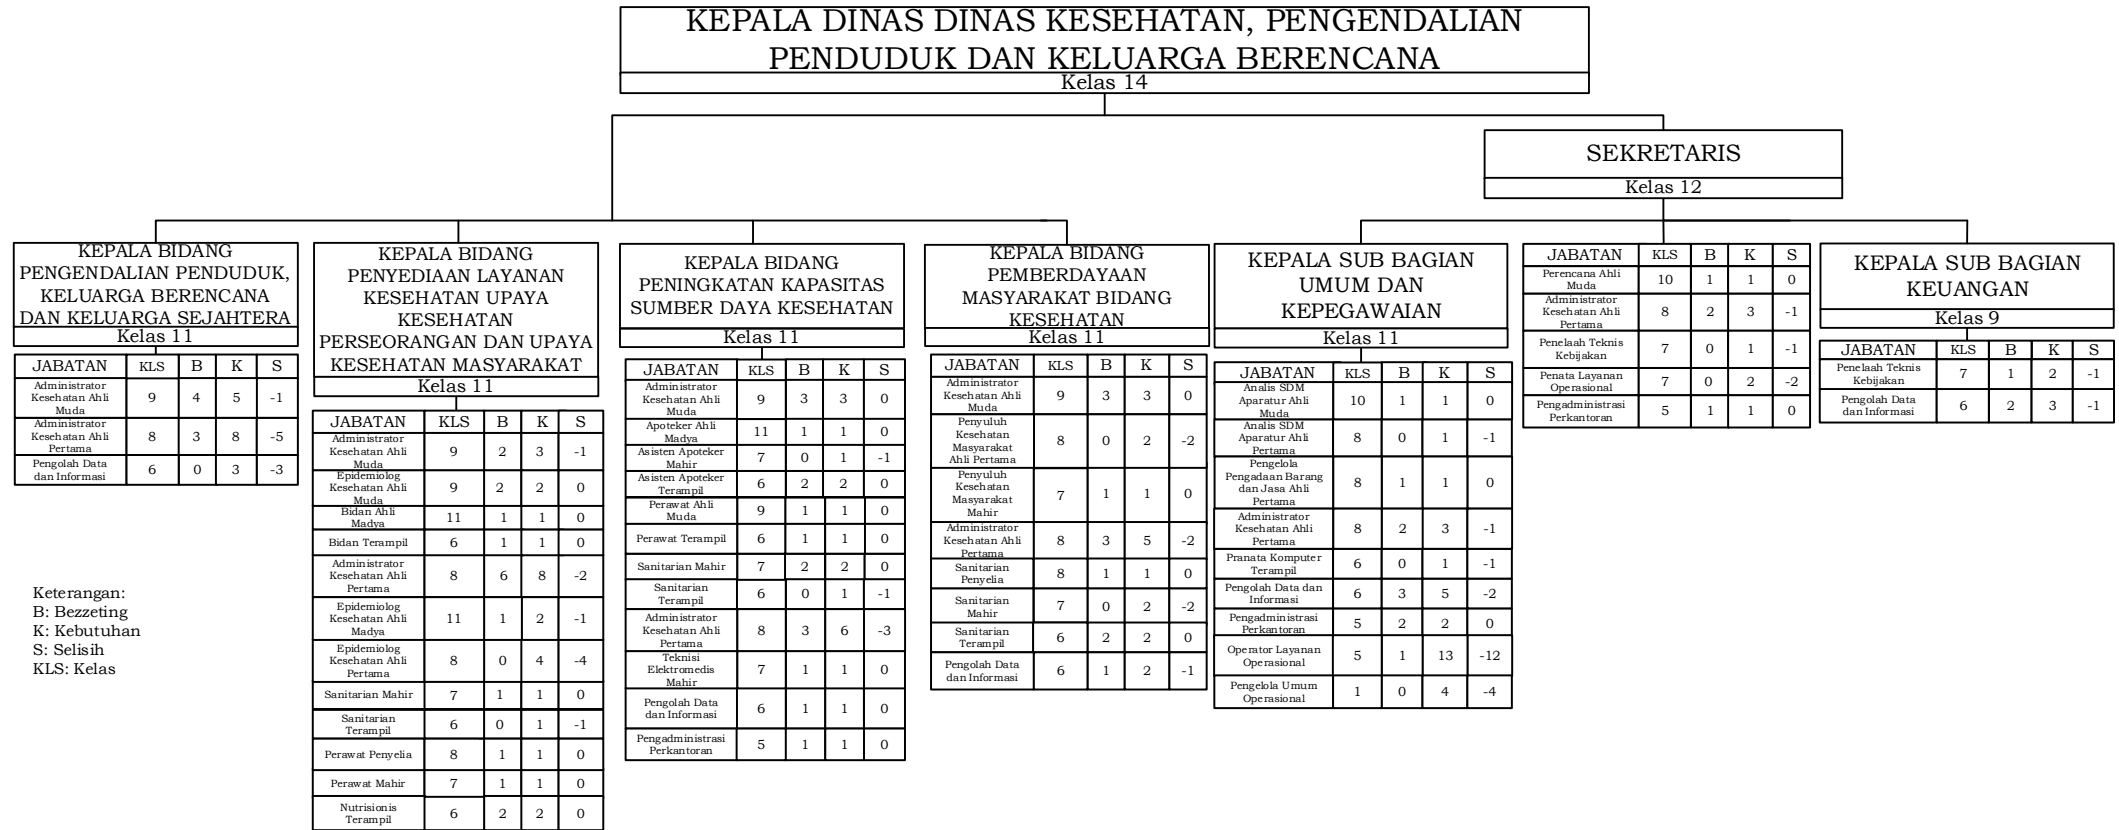 KEPALA DINAS DINAS KESEHATAN, PENGENDALIAN
PENDUDUK DAN KELUARGA BERENCANA
Kelas 14
SEKRETARIS
Kelas 12
KEPALA BIDANG
PENGENDALIAN PENDUDUK,
KELUARGA BERENCANA
DAN KELUARGA SEJAHTERA
Kelas 11
JABATAN KLS B K S
Administrator
Kesehatan Ahli
Muda
9 4 5 -1
Administrator
Kesehatan Ahli
Pertama
8 3 8 -5
Pengolah Data
dan Informasi
6 0 3 -3
KEPALA BIDANG
PENYEDIAAN LAYANAN
KESEHATAN UPAYA
KESEHATAN
PERSEORANGAN DAN UPAYA
KESEHATAN MASYARAKAT
Kelas 11
JABATAN KLS B K S
Administrator
Kesehatan Ahli
Muda
9 2 3 -1
Epidemiolog
Kesehatan Ahli
Muda
9 2 2 0
Bidan Ahli
Madya
11 1 1 0
Bidan Terampil 6 1 1 0
Administrator
Kesehatan Ahli
Pertama
8 6 8 -2
Epidemiolog
Kesehatan Ahli
Madya
11 1 2 -1
Epidemiolog
Kesehatan Ahli
Pertama
8 0 4 -4
Sanitarian Mahir 7 1 1 0
Sanitarian
Terampil
6 0 1 -1
Perawat Penyelia 8 1 1 0
Perawat Mahir 7 1 1 0
Nutrisionis
Terampil
6 2 2 0
KEPALA BIDANG
PENINGKATAN KAPASITAS
SUMBER DAYA KESEHATAN
Kelas 11
JABATAN KLS B K S
Administrator
Kesehatan Ahli
Muda
9 3 3 0
Apoteker Ahli
Madya
11 1 1 0
Asisten Apoteker
Mahir
7 0 1 -1
Asisten Apoteker
Terampil
6 2 2 0
Perawat Ahli
Muda
9 1 1 0
Perawat Terampil 6 1 1 0
Sanitarian Mahir 7 2 2 0
Sanitarian
Terampil
6 0 1 -1
Administrator
Kesehatan Ahli
Pertama
8 3 6 -3
Teknisi
Elektromedis
Mahir
7 1 1 0
Pengolah Data
dan Informasi
6 1 1 0
Pengadministrasi
Perkantoran
5 1 1 0
KEPALA BIDANG
PEMBERDAYAAN
MASYARAKAT BIDANG
KESEHATAN
Kelas 11
JABATAN KLS B K S
Administrator
Kesehatan Ahli
Muda
9 3 3 0
Penyuluh
Kesehatan
Masyarakat
Ahli Pertama
8 0 2 -2
Penyuluh
Kesehatan
Masyarakat
Mahir
7 1 1 0
Administrator
Kesehatan Ahli
Pertama
8 3 5 -2
Sanitarian
Penyelia
8 1 1 0
Sanitarian
Mahir
7 0 2 -2
Sanitarian
Terampil
6 2 2 0
Pengolah Data
dan Informasi
6 1 2 -1
KEPALA SUB BAGIAN
UMUM DAN
KEPEGAWAIAN
Kelas 11
JABATAN KLS B K S
Analis SDM
Aparatur Ahli
Muda
10 1 1 0
Analis SDM
Aparatur Ahli
Pertama
8 0 1 -1
Pengelola
Pengadaan Barang
dan Jasa Ahli
Pertama
8 1 1 0
Administrator
Kesehatan Ahli
Pertama
8 2 3 -1
Pranata Komputer
Terampil
6 0 1 -1
Pengolah Data dan
Informasi
6 3 5 -2
Pengadministrasi
Perkantoran
5 2 2 0
Operator Layanan
Operasional
5 1 13 -12
Pengelola Umum
Operasional
1 0 4 -4
JABATAN KLS B K S
Perencana Ahli
Muda
10 1 1 0
Administrator
Kesehatan Ahli
Pertama
8 2 3 -1
Penelaah Teknis
Kebijakan
7 0 1 -1
Penata Layanan
Operasional
7 0 2 -2
Pengadministrasi
Perkantoran
5 1 1 0
KEPALA SUB BAGIAN
KEUANGAN
Kelas 9
JABATAN KLS B K S
Penelaah Teknis
Kebijakan
7 1 2 -1
Pengolah Data
dan Informasi
6 2 3 -1
Keterangan:
B: Bezzeting
K: Kebutuhan
S: Selisih
KLS: Kelas